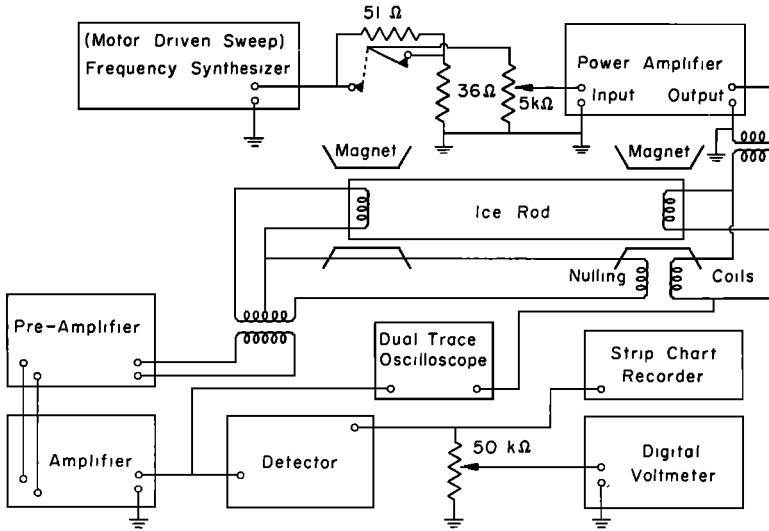 51 Ω
(Motor Driven Sweep)
Frequency Synthesizer
36Ω
5kΩ
Power Amplifier
Input
Output
Magnet
Magnet
Ice Rod
Nulling
Coils
Pre-Amplifier
Dual Trace
Oscilloscope
Strip Chart
Recorder
Amplifier
Detector
50 kΩ
Digital
Voltmeter